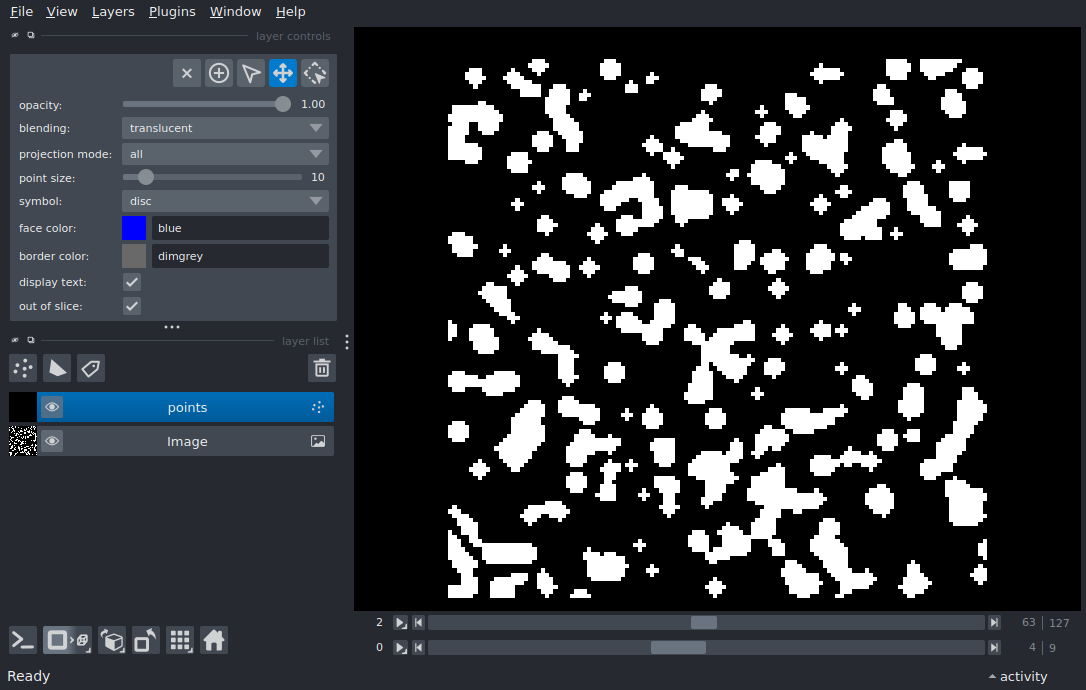 File View Layers Plugins Window Help
layer controls
opacity: 1.00
blending: translucent
projection mode: all
point size: 10
symbol: disc
face color: blue
border color: dimgrey
display text:
out of slice:
layer list
points
Image
2 63 | 127
0 4 | 9
Ready activity